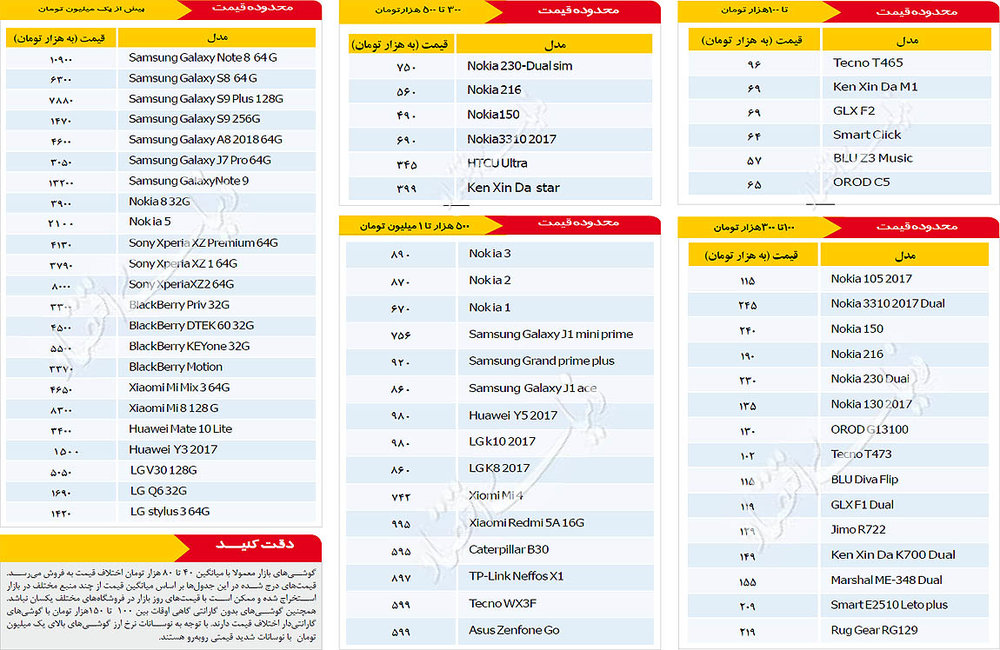 محدوده قیمت تا ۱۰۰هزار تومان
مدل قیمت (به هزار تومان)
Tecno T465 ۹۶
Ken Xin Da M1 ۶۹
GLX F2 ۶۹
Smart Click ۶۴
BLU Z3 Music ۵۷
OROD C5 ۶۵
محدوده قیمت ۱۰۰تا ۳۰۰هزار تومان
مدل قیمت (به هزار تومان)
Nokia 105 2017 ۱۱۵
Nokia 3310 2017 Dual ۲۴۵
Nokia 150 ۲۴۰
Nokia 216 ۱۹۰
Nokia 230 Dual ۲۳۰
Nokia 130 2017 ۱۳۵
OROD G13100 ۱۳۰
Tecno T473 ۱۰۲
BLU Diva Flip ۱۱۵
GLX F1 Dual ۱۱۹
Jimo R722 ۱۳۹
Ken Xin Da K700 Dual ۱۴۹
Marshal ME-348 Dual ۱۵۵
Smart E2510 Leto plus ۲۰۹
Rug Gear RG129 ۲۱۹
محدوده قیمت ۳۰۰ تا ۵۰۰ هزارتومان
مدل قیمت (به هزار تومان)
Nokia 230-Dual sim ۷۵۰
Nokia 216 ۵۶۰
Nokia150 ۴۹۰
Nokia3310 2017 ۶۹۰
HTCU Ultra ۳۴۵
Ken Xin Da star ۳۹۹
محدوده قیمت ۵۰۰ هزار تا ۱ میلیون تومان
Nokia 3 ۸۹۰
Nokia 2 ۸۷۰
Nokia 1 ۶۷۰
Samsung Galaxy J1 mini prime ۷۵۶
Samsung Grand prime plus ۹۲۰
Samsung Galaxy J1 ace ۸۶۰
Huawei Y5 2017 ۹۸۰
LG k10 2017 ۹۸۰
LG K8 2017 ۸۶۰
Xiomi Mi 4 ۷۴۲
Xiaomi Redmi 5A 16G ۹۹۵
Caterpillar B30 ۵۹۵
TP-Link Neffos X1 ۸۹۷
Tecno WX3F ۵۹۹
Asus Zenfone Go ۵۹۹
محدوده قیمت بیش از یک میلیون تومان
مدل قیمت (به هزار تومان)
Samsung Galaxy Note 8 64 G ۱۰۹۰۰
Samsung Galaxy S8 64 G ۶۳۰۰
Samsung Galaxy S9 Plus 128G ۷۸۸۰
Samsung Galaxy S9 256G ۱۴۷۰
Samsung Galaxy A8 2018 64G ۴۶۰۰
Samsung Galaxy J7 Pro 64G ۳۰۵۰
Samsung GalaxyNote 9 ۱۳۲۰۰
Nokia 8 32G ۳۹۰۰
Nokia 5 ۲۱۰۰
Sony Xperia XZ Premium 64G ۴۱۳۰
Sony Xperia XZ 1 64G ۳۷۹۰
Sony XperiaXZ2 64G ۸۰۰۰
BlackBerry Priv 32G ۳۳۰۰
BlackBerry DTEK 60 32G ۴۵۰۰
BlackBerry KEYone 32G ۵۵۰۰
BlackBerry Motion ۳۳۷۰
Xiaomi Mi Mix 3 64G ۴۶۵۰
Xiaomi Mi 8 128 G ۸۳۰۰
Huawei Mate 10 Lite ۳۴۰۰
Huawei Y3 2017 ۱۵۰۰
LG V30 128G ۵۰۵۰
LG Q6 32G ۱۶۹۰
LG stylus 3 64G ۱۴۲۰
دقت کنید
گوشی‌های بازار معمولا با میانگین ۴۰ تا ۸۰ هزار تومان اختلاف قیمت به فروش می‌رسد.
قیمت‌های درج شده در این جدول‌ها بر اساس میانگین قیمت از چند منبع مختلف در بازار
استخراج شده و ممکن است با قیمت‌های روز بازار در فروشگاه‌های مختلف یکسان نباشد.
همچنین گوشی‌های بدون گارانتی گاهی اوقات بین ۱۰۰ تا ۱۵۰هزار تومان با گوشی‌های
گارانتی‌دار اختلاف قیمت دارند. با توجه به نوسانات نرخ ارز گوشی‌های بالای یک میلیون
تومان با نوسانات شدید قیمتی روبه‌رو هستند.
دنیای اقتصاد